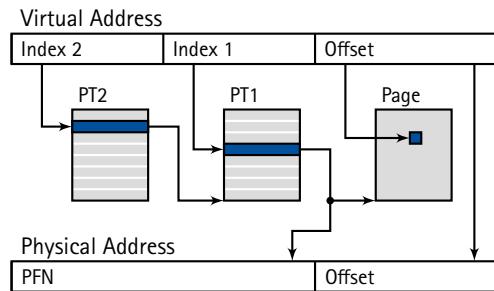 Virtual Address
Index 2 Index 1 Offset
PT2 PT1 Page
Physical Address
PFN Offset